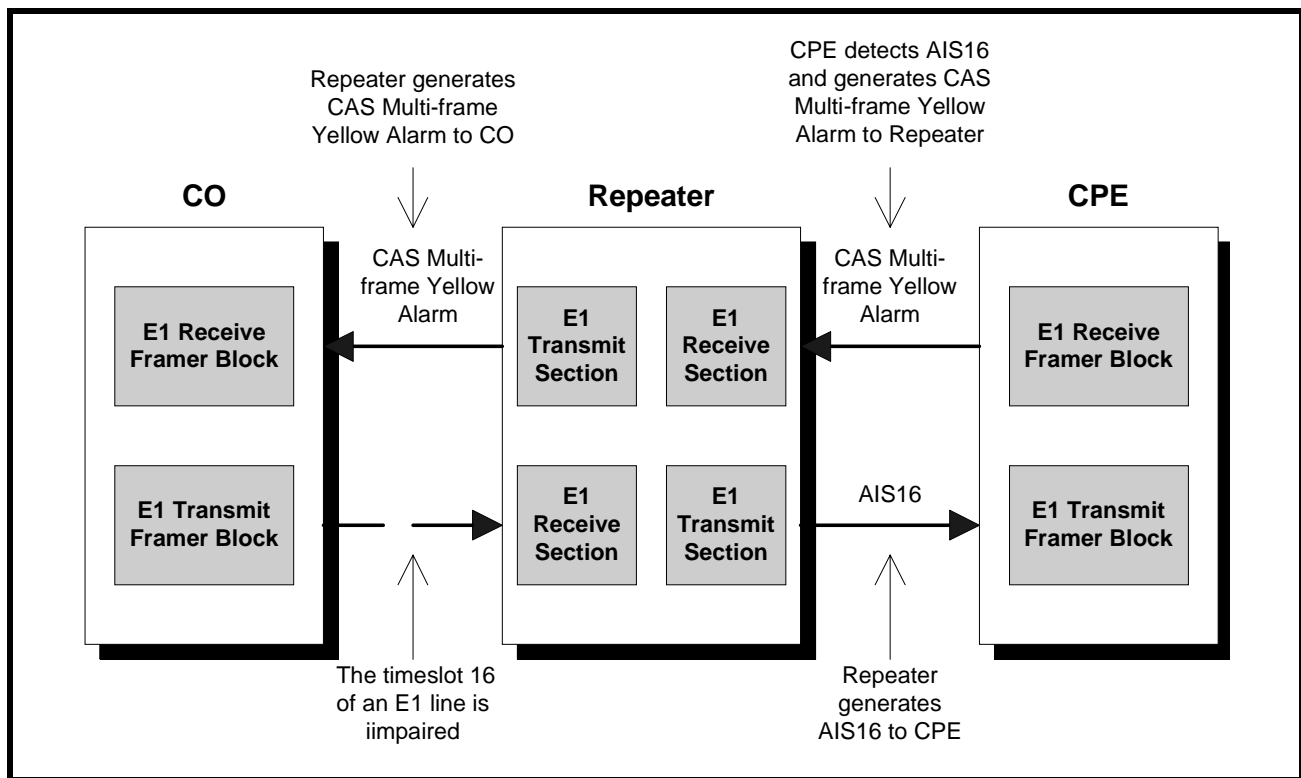 Repeater generates
CAS Multi-frame
Yellow Alarm to CO
CPE detects AIS16
and generates CAS
Multi-frame Yellow
Alarm to Repeater
CO
Repeater
CPE
CAS Multi-
frame Yellow
Alarm
CAS Multi-
frame Yellow
Alarm
E1 Receive
Framer Block
E1
Transmit
Section
E1
Receive
Section
E1 Receive
Framer Block
E1 Transmit
Framer Block
E1
Receive
Section
E1
Transmit
Section
AIS16
E1 Transmit
Framer Block
The timeslot 16
of an E1 line is
iimpaired
Repeater
generates
AIS16 to CPE